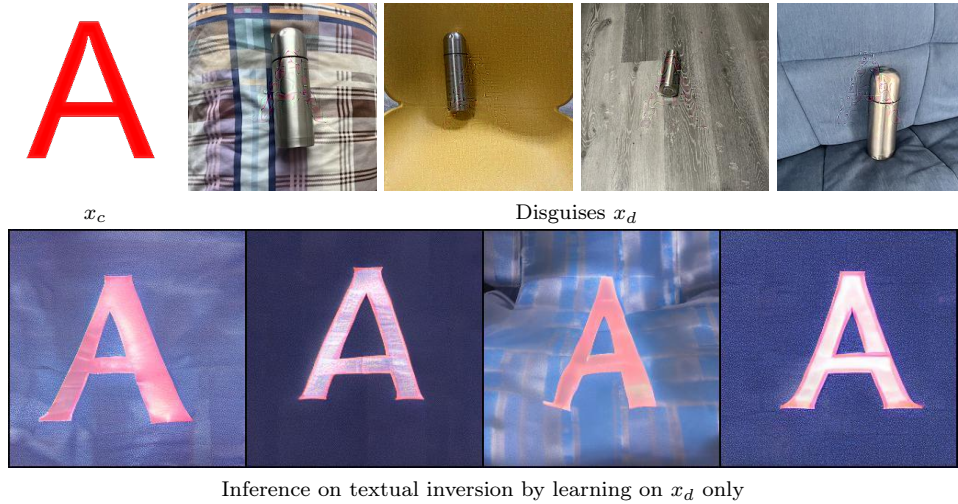 A
x_c
Disguises x_d
A A A A
Inference on textual inversion by learning on x_d only